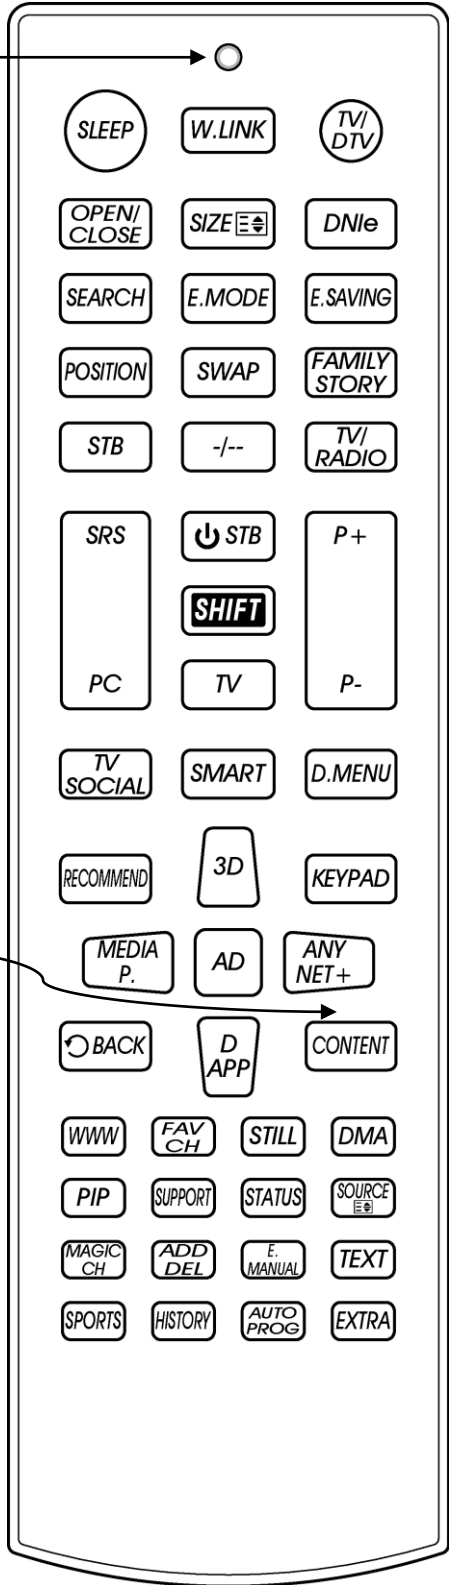 SLEEP W.LINK TV/
DTV
OPEN/
CLOSE SIZE DNIe
SEARCH E.MODE E.SAVING
POSITION SWAP FAMILY
STORY
STB -/-- TV/
RADIO
SRS STB P+
SHIFT
PC TV P-
TV
SOCIAL SMART D.MENU
RECOMMEND 3D KEYPAD
MEDIA
P. AD ANY
NET+
BACK D
APP CONTENT
WWW FAV
CH STILL DMA
PIP SUPPORT STATUS SOURCE
MAGIC
CH ADD
DEL E.
MANUAL TEXT
SPORTS HISTORY AUTO
PROG EXTRA